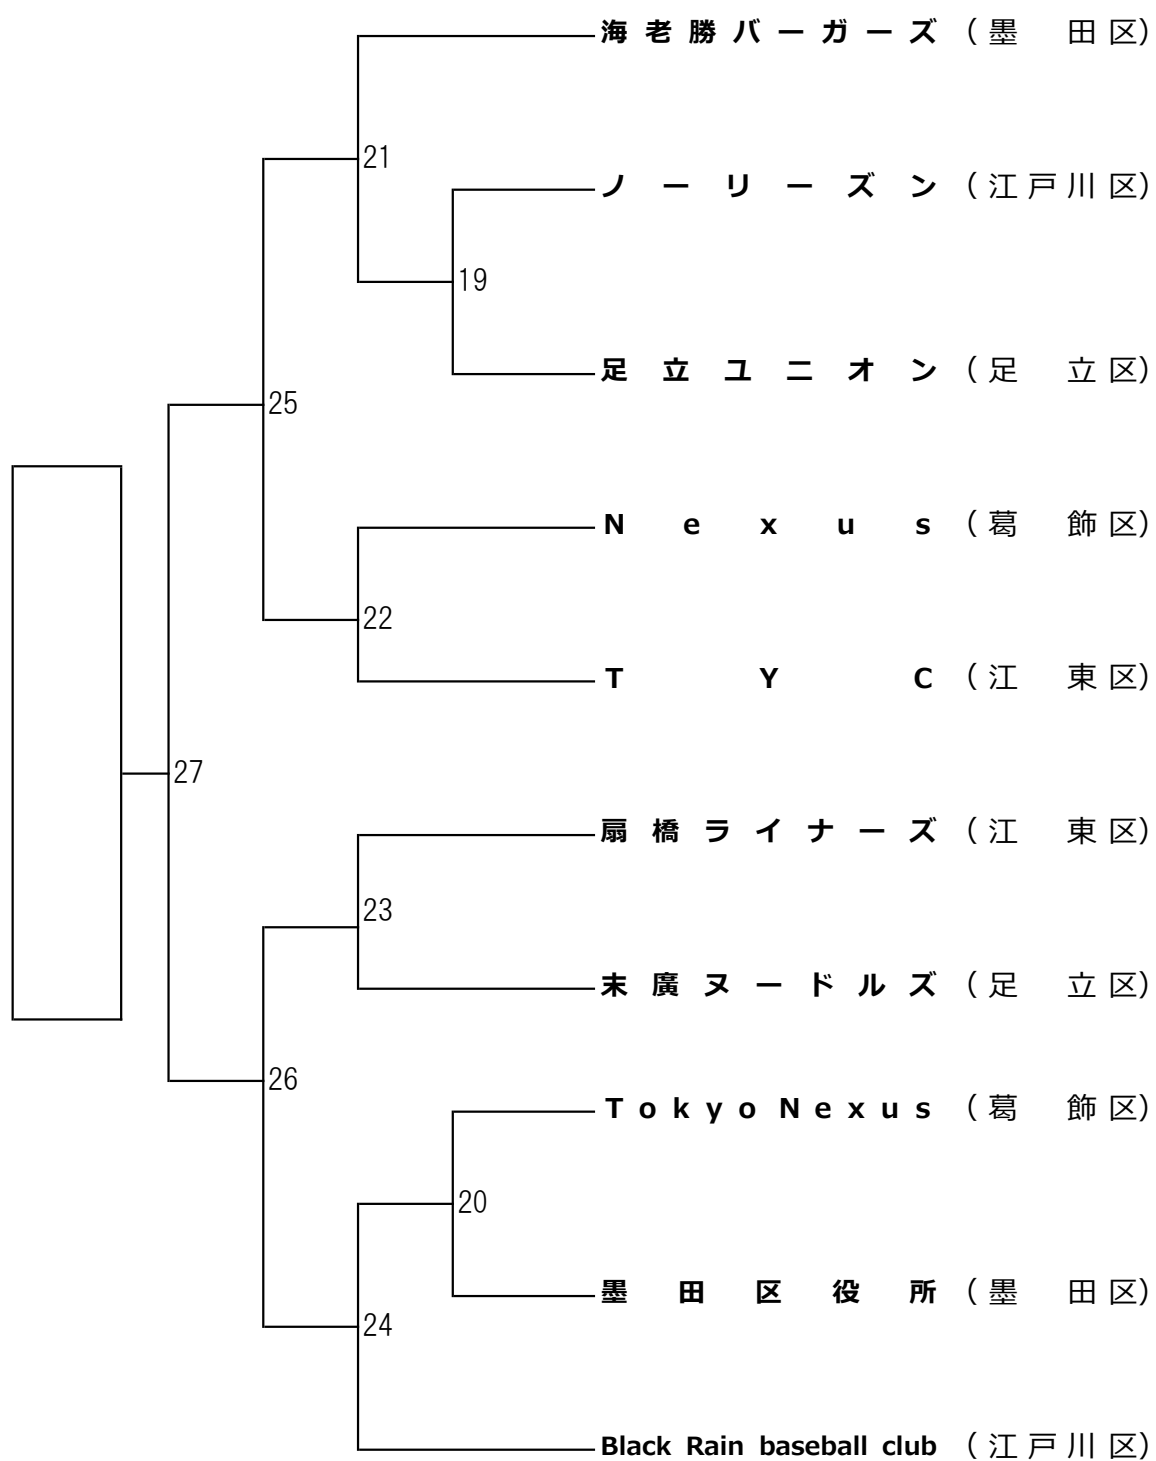 海老勝バーガーズ (墨田区)
21
ノーリーズン (江戸川区)
19
足立ユニオン (足立区)
25
Nexus (葛飾区)
22
TYC (江東区)
27
扇橋ライナーズ (江東区)
23
末廣ヌードルズ (足立区)
26
TokyoNexus (葛飾区)
20
墨田区役所 (墨田区)
24
Black Rain baseball club (江戸川区)